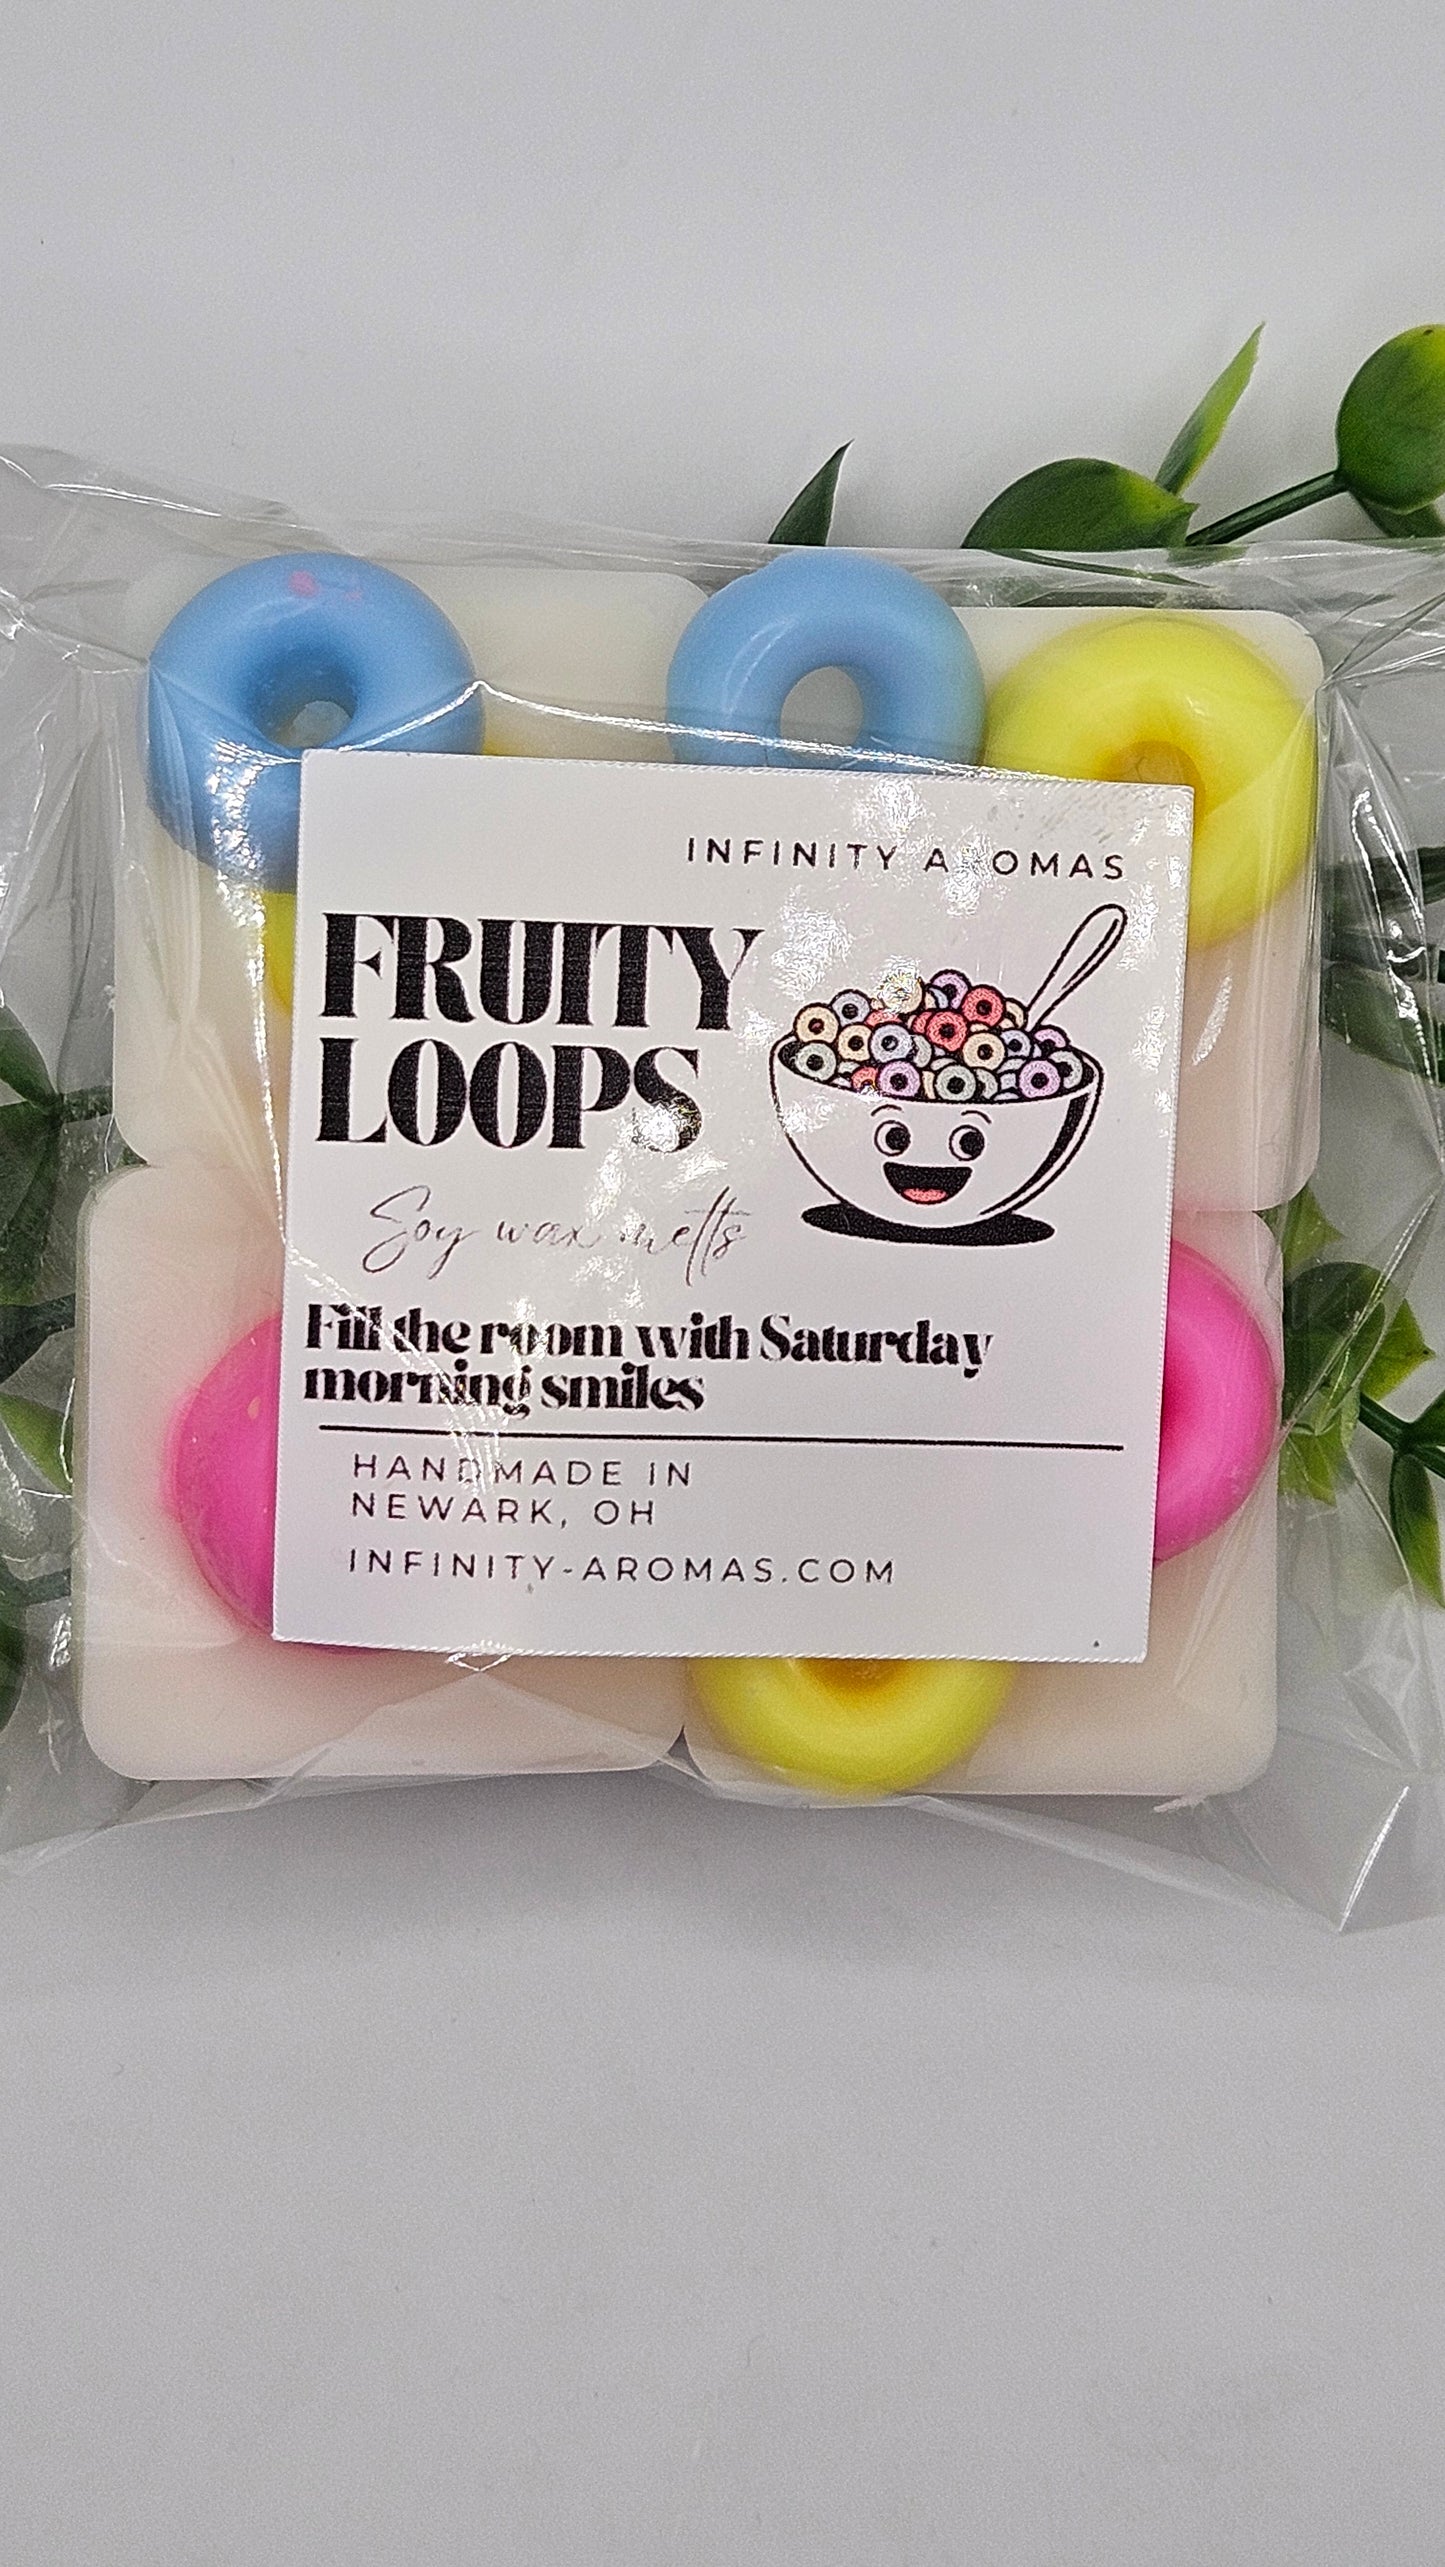 INFINITY AROMAS
FRUITY
LOOPS
Soy wax melts
Fill the room with Saturday
morning smiles
HANDMADE IN
NEWARK, OH
INFINITY-AROMAS.COM